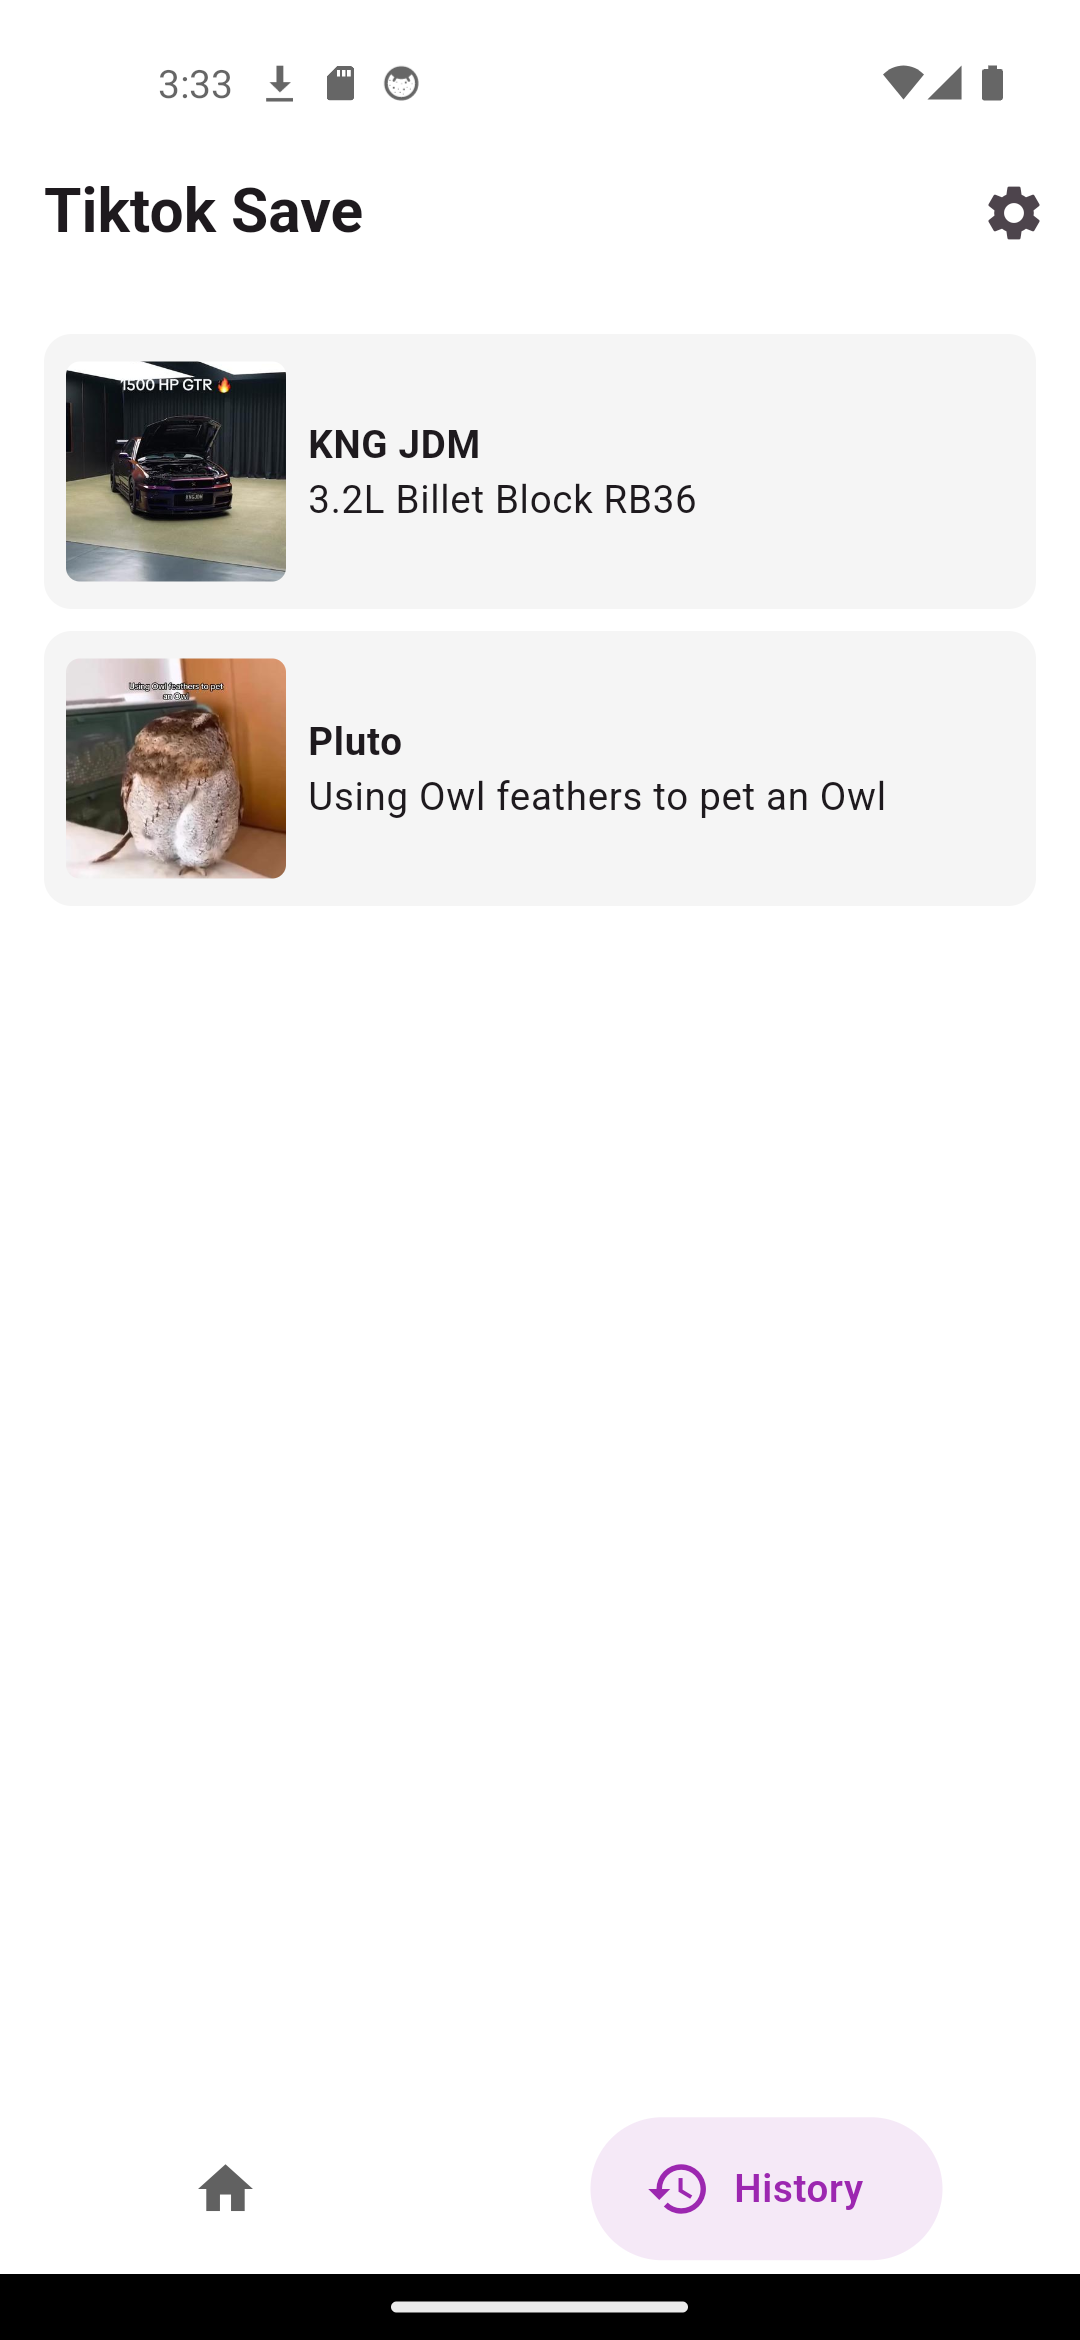 3:33
Tiktok Save
1500 HP GTR 🔥
KNG JDM
3.2L Billet Block RB36
Using Owl feathers to pet
an Owl
Pluto
Using Owl feathers to pet an Owl
History